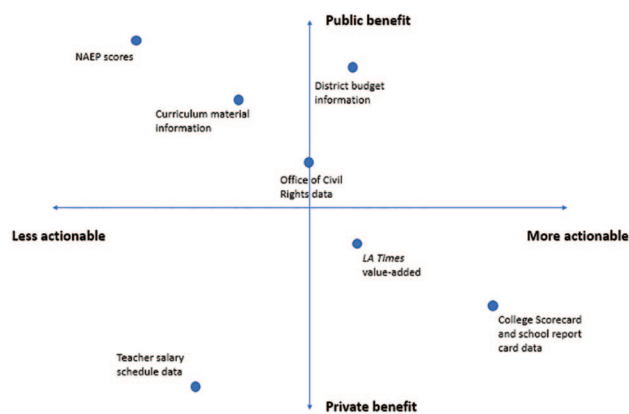 Public benefit
NAEP scores
District budget
information
Curriculum material
information
Office of Civil
Rights data
Less actionable
More actionable
LA Times
value-added
College Scorecard
and school report
card data
Teacher salary
schedule data
Private benefit